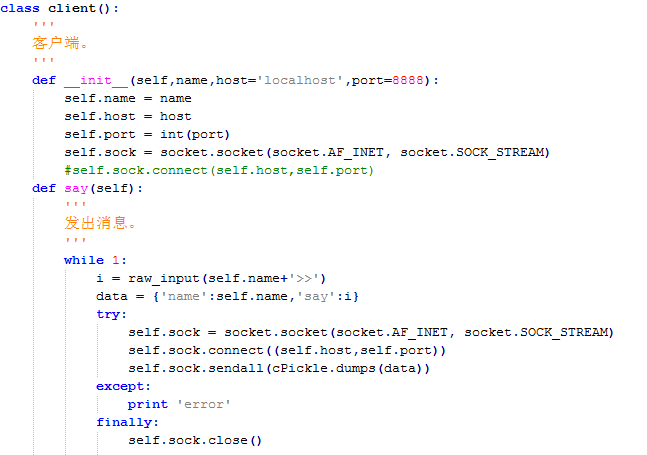 class client():
    '''
    客户端。
    '''
    def __init__(self,name,host='localhost',port=8888):
        self.name = name
        self.host = host
        self.port = int(port)
        self.sock = socket.socket(socket.AF_INET, socket.SOCK_STREAM)
        #self.sock.connect(self.host,self.port)
    def say(self):
        '''
        发出消息。
        '''
        while 1:
            i = raw_input(self.name+'>>')
            data = {'name':self.name,'say':i}
            try:
                self.sock = socket.socket(socket.AF_INET, socket.SOCK_STREAM)
                self.sock.connect((self.host,self.port))
                self.sock.sendall(cPickle.dumps(data))
            except:
                print 'error'
            finally:
                self.sock.close()